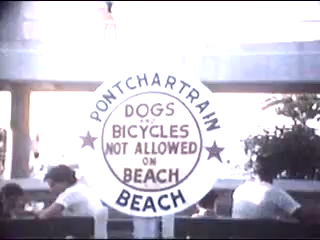 PONTCHARTRAIN
DOGS
AND
BICYCLES
NOT ALLOWED
ON
BEACH
BEACH